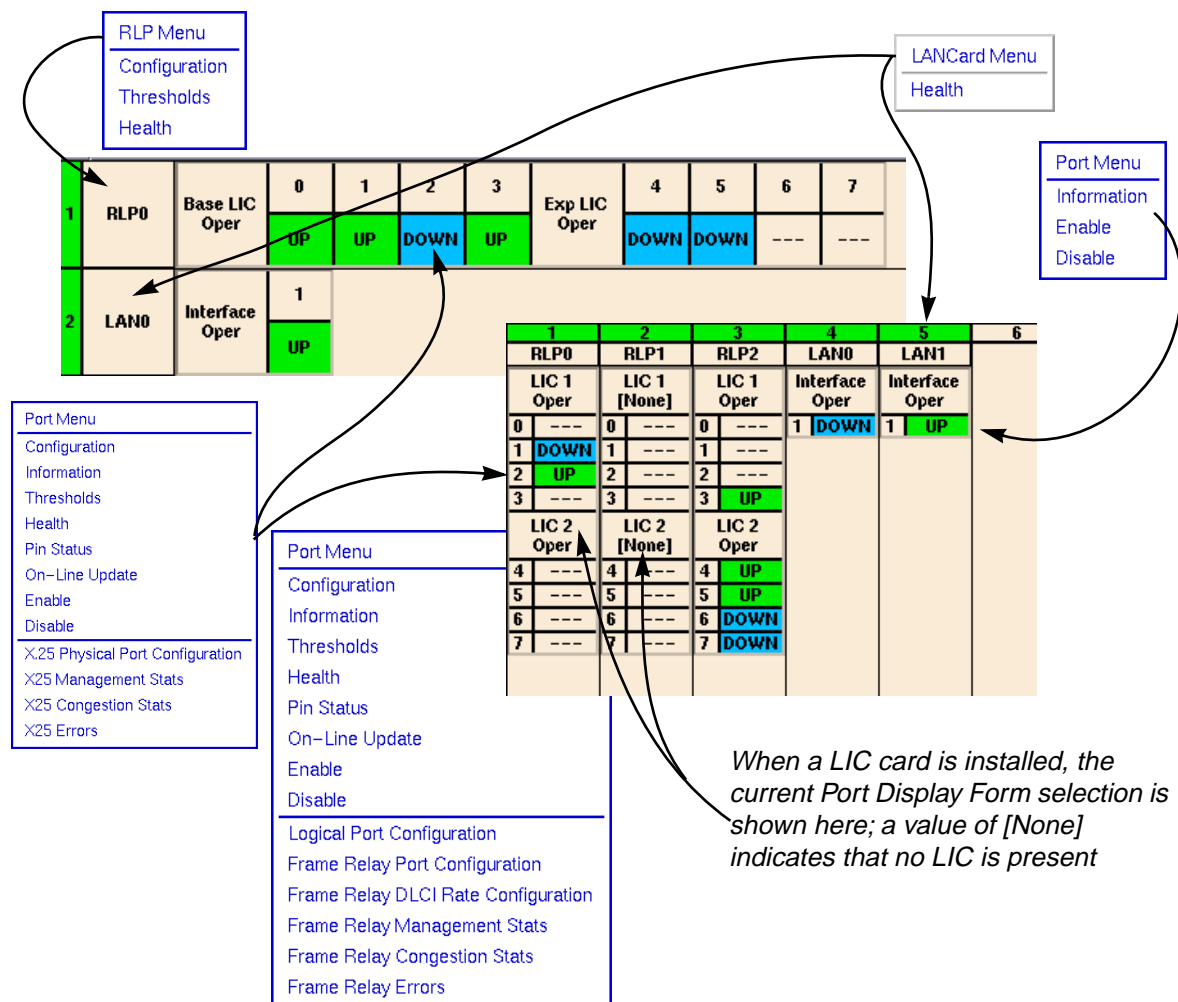 RLP Menu
Configuration
Thresholds
Health
LANCard Menu
Health
Port Menu
Information
Enable
Disable
1 RLP0 Base LIC Oper 0 1 2 3 Exp LIC Oper 4 5 6 7
UP UP DOWN UP DOWN DOWN --- ---
2 LAN0 Interface Oper 1
UP
1 2 3 4 5 6
RLP0 RLP1 RLP2 LAN0 LAN1
LIC 1 LIC 1 LIC 1 Interface Interface
Oper [None] Oper Oper Oper
0 --- 0 --- 0 --- 1 DOWN 1 UP
1 DOWN 1 --- 1 ---
2 UP 2 --- 2 ---
3 --- 3 --- 3 UP
LIC 2 LIC 2 LIC 2
Oper [None] Oper
4 --- 4 --- 4 UP
5 --- 5 --- 5 UP
6 --- 6 --- 6 DOWN
7 --- 7 --- 7 DOWN
Port Menu
Configuration
Information
Thresholds
Health
Pin Status
On-Line Update
Enable
Disable
X.25 Physical Port Configuration
X25 Management Stats
X25 Congestion Stats
X25 Errors
Port Menu
Configuration
Information
Thresholds
Health
Pin Status
On-Line Update
Enable
Disable
Logical Port Configuration
Frame Relay Port Configuration
Frame Relay DLCI Rate Configuration
Frame Relay Management Stats
Frame Relay Congestion Stats
Frame Relay Errors
When a LIC card is installed, the
current Port Display Form selection is
shown here; a value of [None]
indicates that no LIC is present